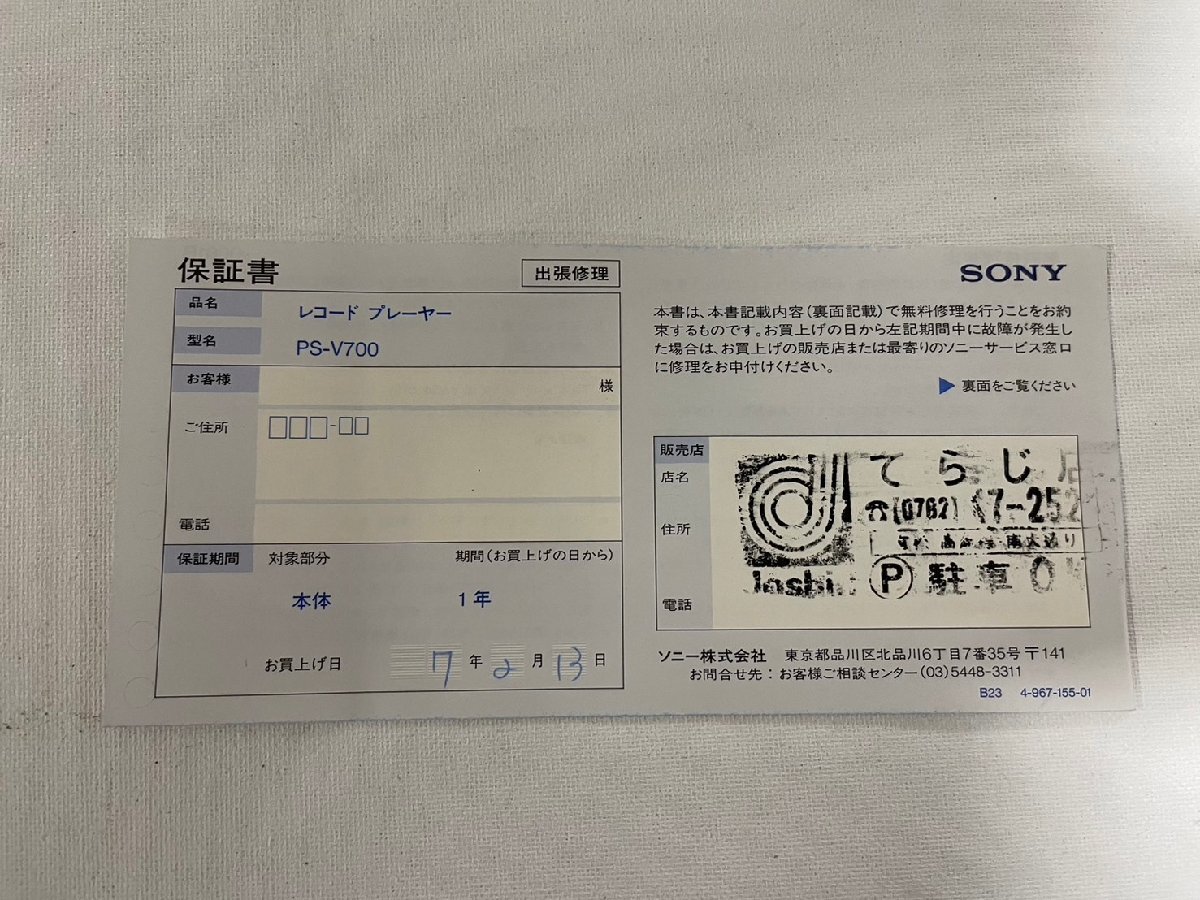 保証書
出張修理
品名 レコード プレーヤー
型名 PS-V700
お客様 様
ご住所 □□□-□□
電話
保証期間 対象部分 期間(お買上げの日から)
本体 1年
お買上げ日 7年2月13日
SONY
本書は、本書記載内容(裏面記載)で無料修理を行うことをお約
束するものです。お買上げの日から左記期間中に故障が発生し
た場合は、お買上げの販売店または最寄りのソニーサービス窓口
に修理をお申付けください。
▶ 裏面をご覧ください
販売店
店名 てらじ店
住所 ☎(0762)
電話 Joshin Ⓟ駐車
ソニー株式会社 東京都品川区北品川6丁目7番35号 〒141
お問合せ先:お客様ご相談センター(03)5448-3311
B23 4-967-155-01